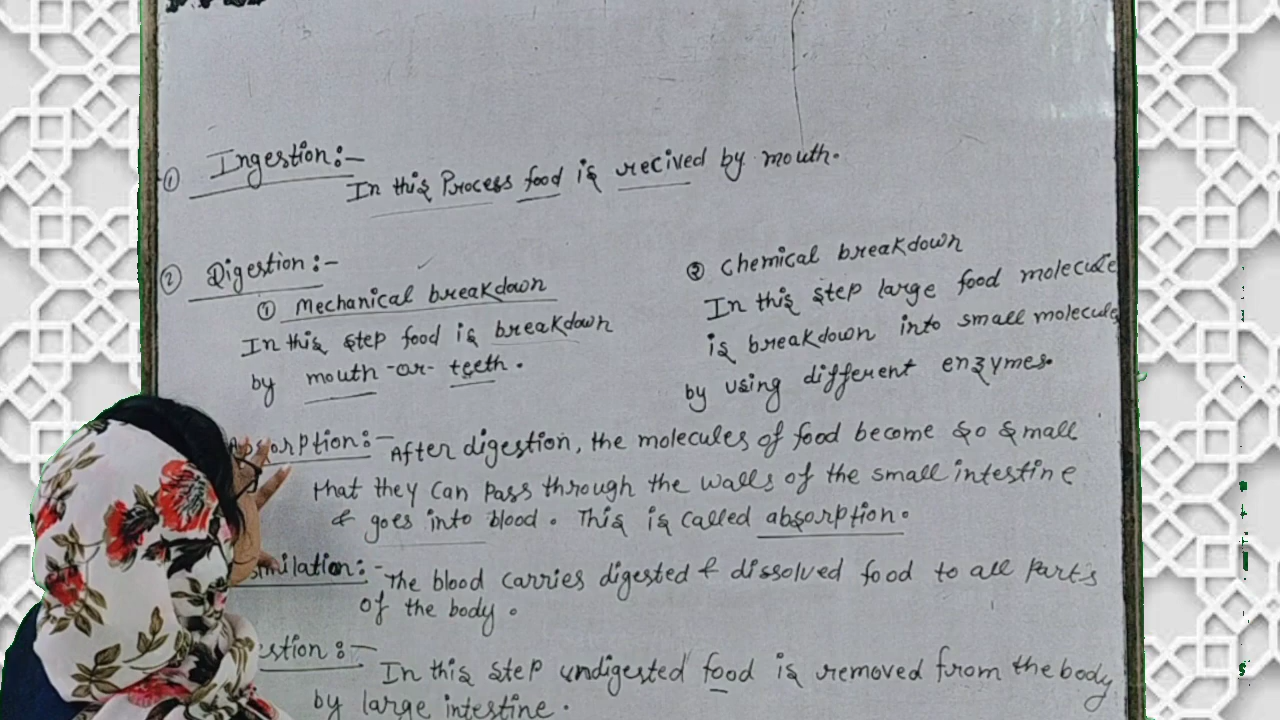 ① Ingestion:-
In this Process food is recived by mouth.
② Digestion:-
① Mechanical breakdown
In this step food is breakdown
by mouth -or- teeth.
② Chemical breakdown
In this step large food molecule
is breakdown into small molecule
by using different enzymes.
Absorption:- After digestion, the molecules of food become so small
that they can pass through the walls of the small intestine
& goes into blood. This is called absorption.
milation:- The blood carries digested & dissolved food to all parts
of the body.
estion:- In this step undigested food is removed from the body
by large intestine.